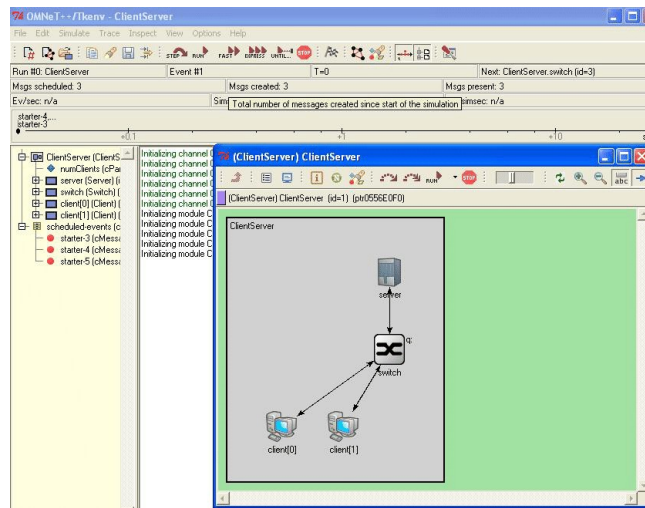 OMNeT++/Tkenv - ClientServer
File Edit Simulate Trace Inspect View Options Help
STEP RUN FAST EXPRESS UNTIL... STOP
Run #0: ClientServer Event #1 T=0 Next: ClientServer.switch (id=3)
Msgs scheduled: 3 Msgs created: 3 Msgs present: 3
Ev/sec: n/a Sim Total number of messages created since start of the simulation simsec: n/a
starter-4,...
starter-3
+0.1 +1 +10
ClientServer (ClientS
numClients (cPar
server (Server) (i
switch (Switch) (
client[0] (Client) (
client[1] (Client) (
scheduled-events (c
starter-3 (cMessa
starter-4 (cMessa
starter-5 (cMessa
Initializing channel C
Initializing channel C
Initializing channel C
Initializing channel C
Initializing channel C
Initializing module C
Initializing module C
Initializing module C
Initializing module C
(ClientServer) ClientServer
RUN STOP abc
(ClientServer) ClientServer (id=1) (ptr0556E0F0)
ClientServer
server
q:
switch
client[0] client[1]